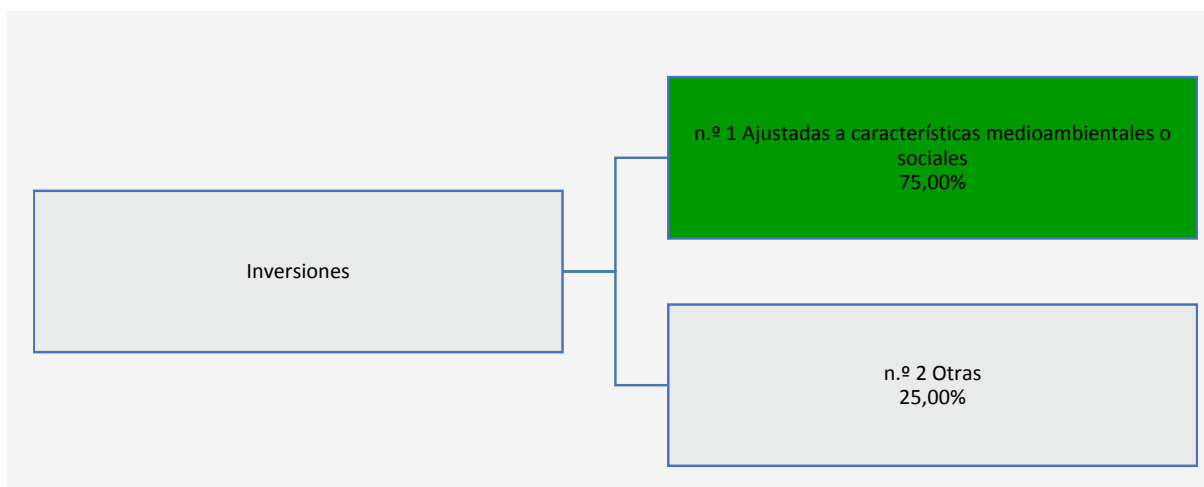 n.º 1 Ajustadas a características medioambientales o
sociales
75,00%
Inversiones
n.º 2 Otras
25,00%